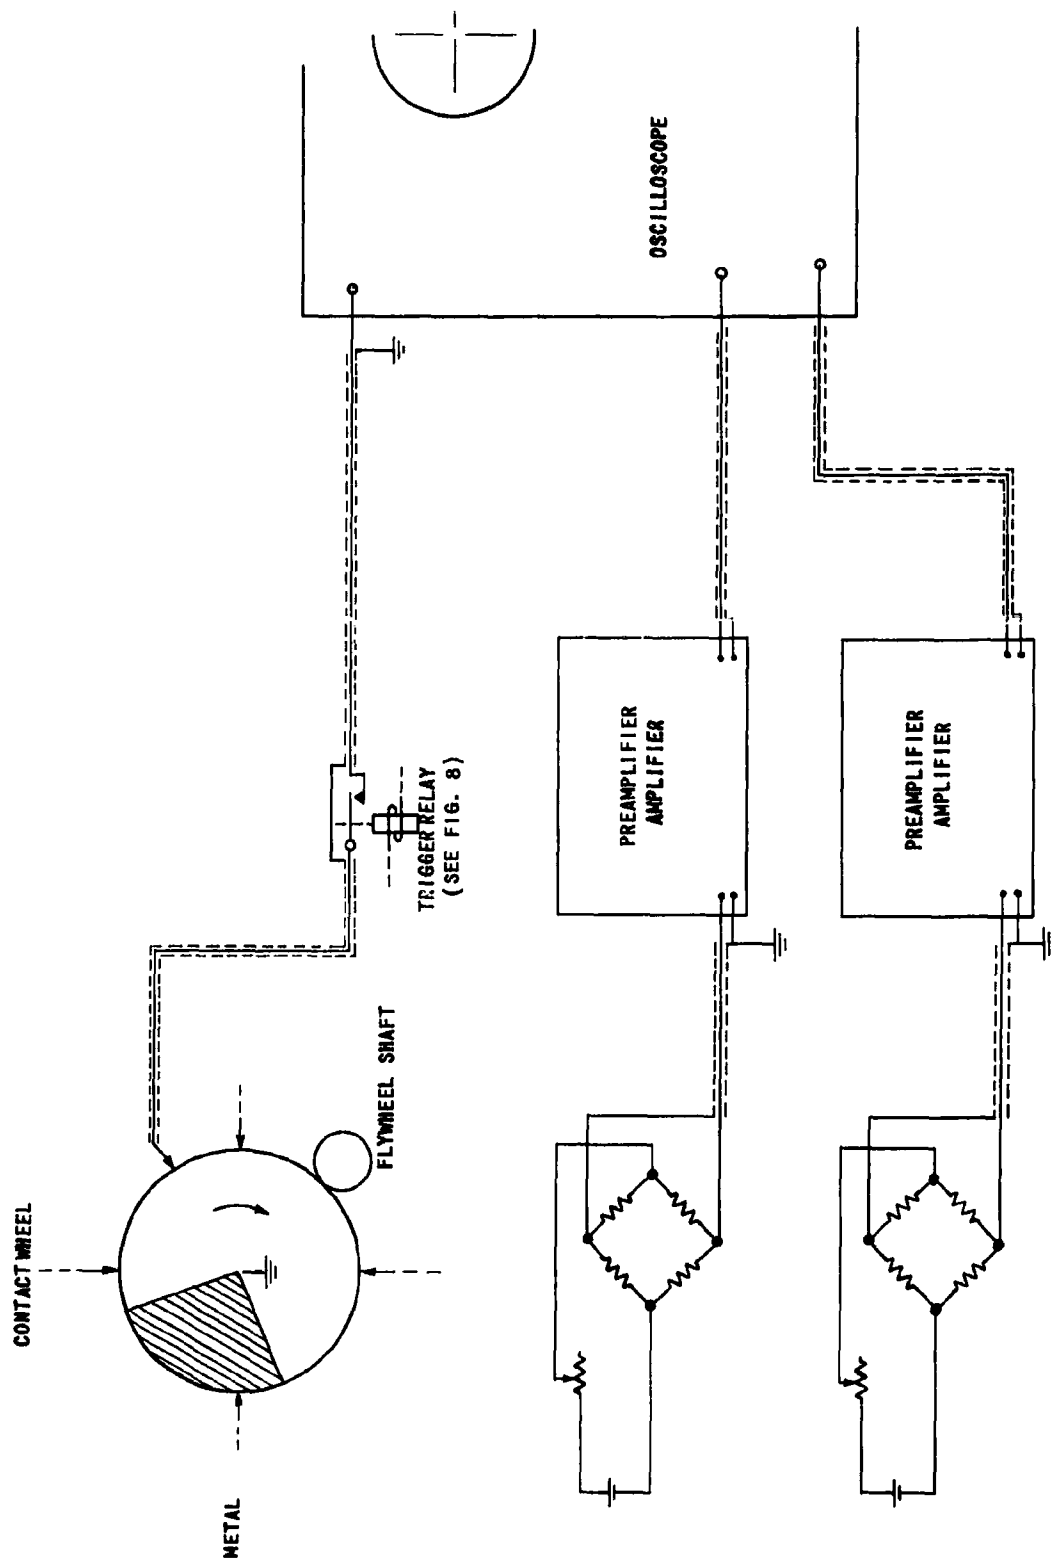 CONTACT WHEEL
METAL
FLYWHEEL SHAFT
TRIGGER RELAY
(SEE FIG. 8)
OSCILLOSCOPE
PREAMPLIFIER
AMPLIFIER
PREAMPLIFIER
AMPLIFIER